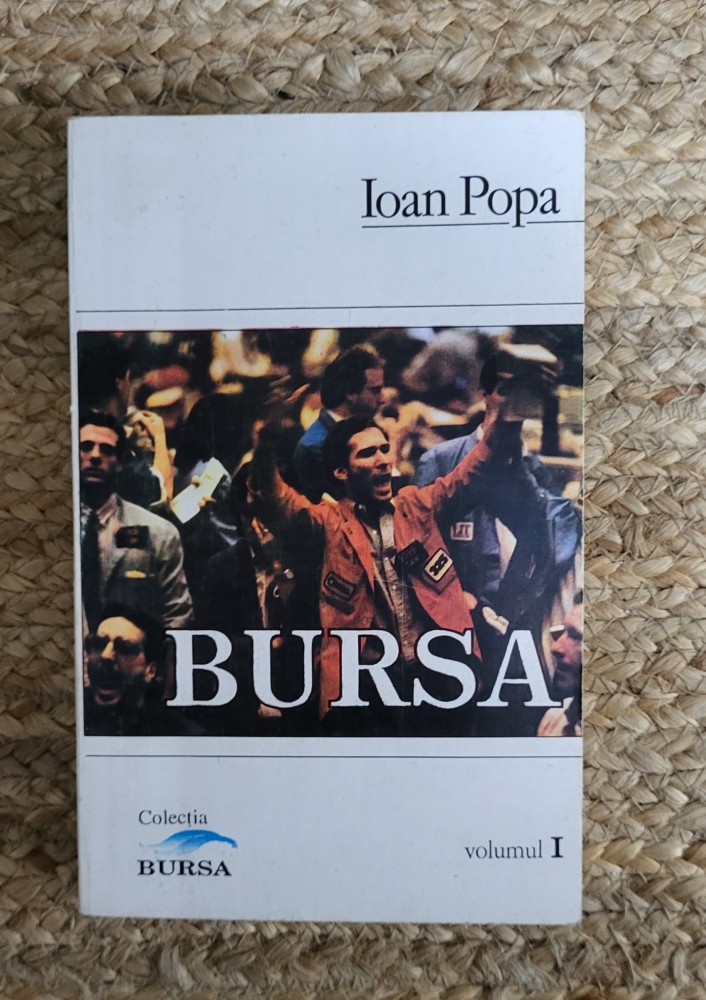 Ioan Popa
BURSA
Colecția
BURSA
volumul I